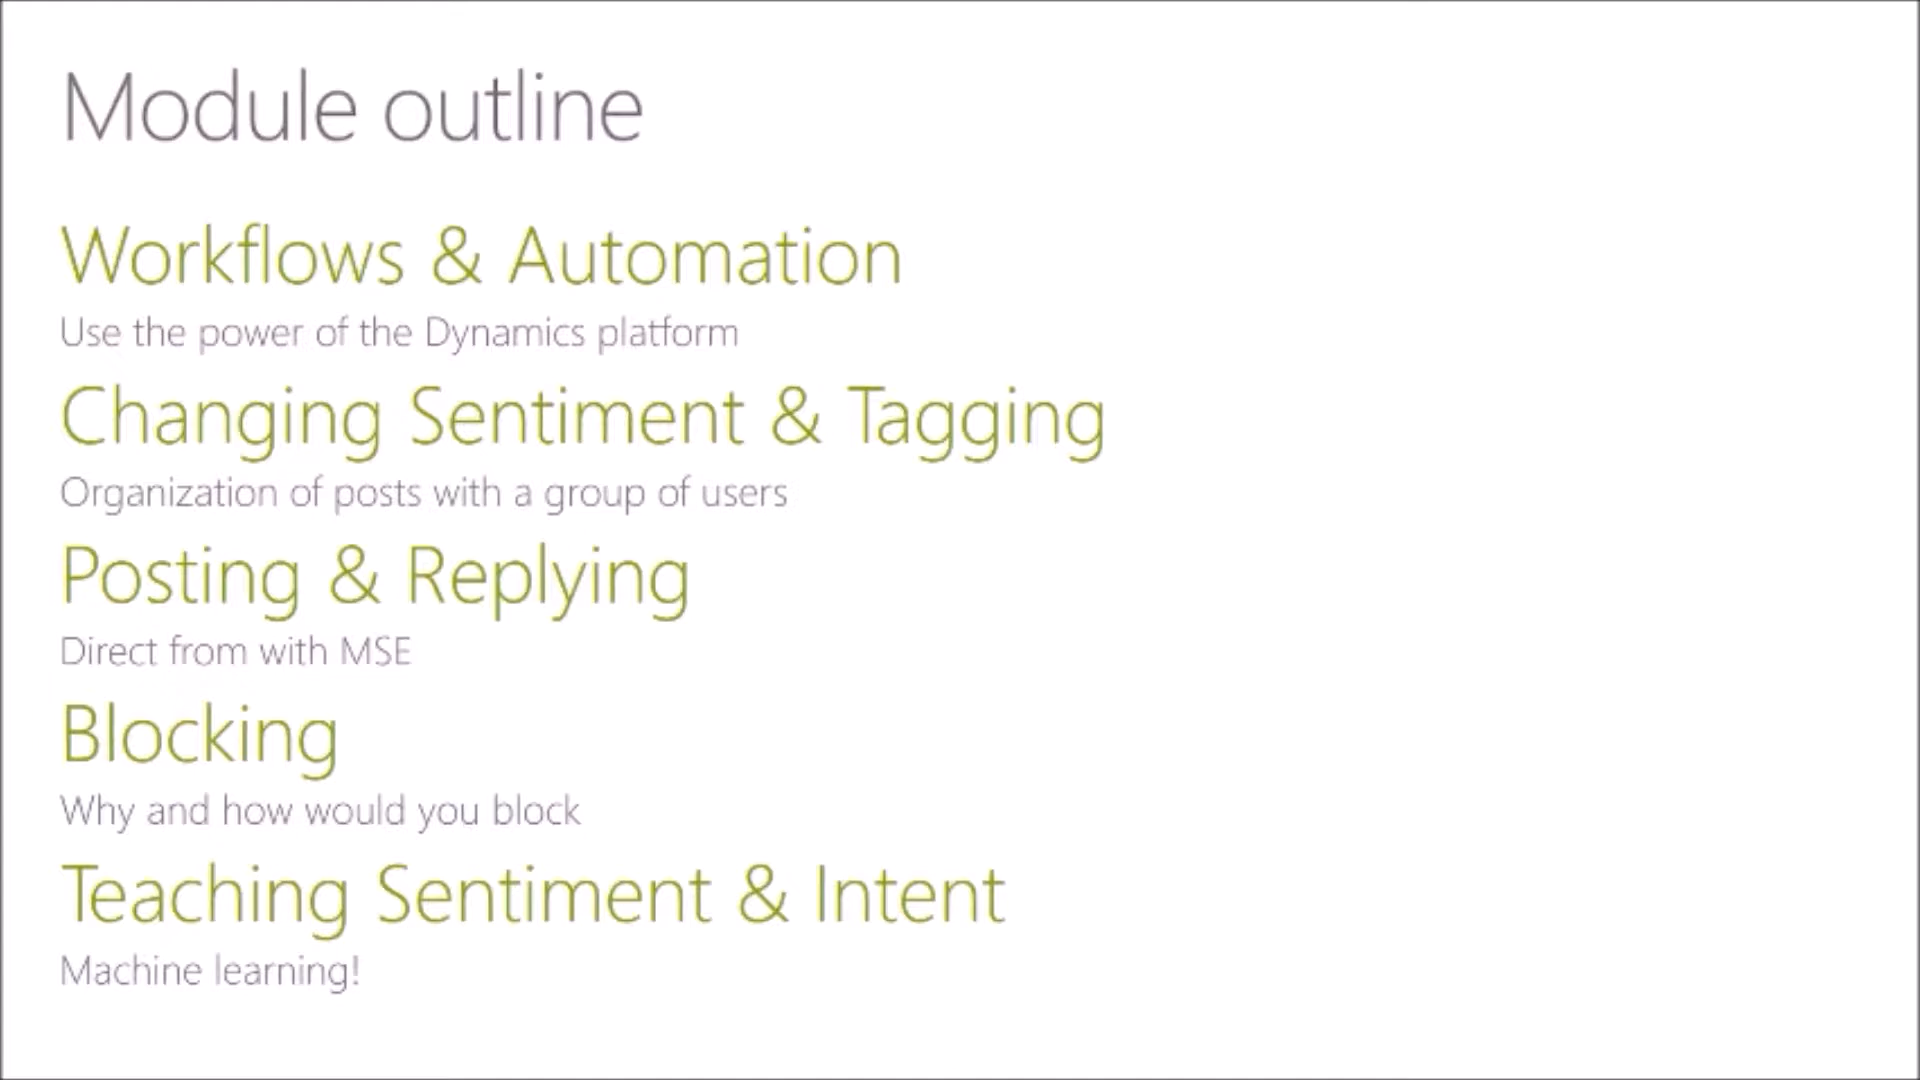 Module outline
Workflows & Automation
Use the power of the Dynamics platform
Changing Sentiment & Tagging
Organization of posts with a group of users
Posting & Replying
Direct from with MSE
Blocking
Why and how would you block
Teaching Sentiment & Intent
Machine learning!